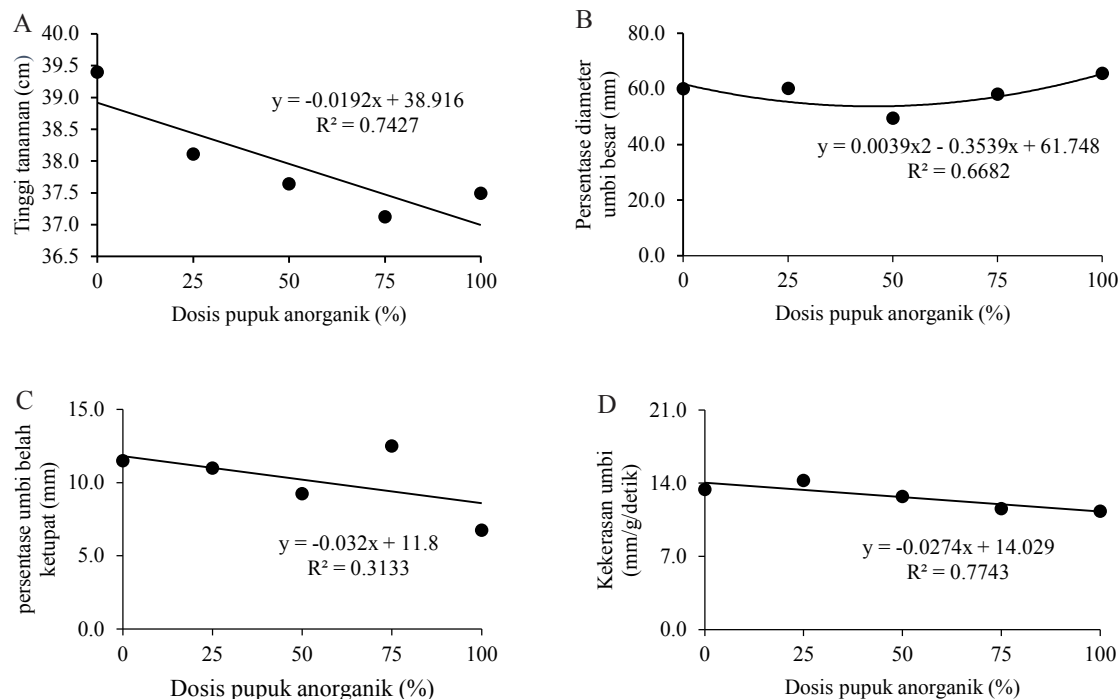 A
Tinggi tanaman (cm)
39.5
39.0
38.5
38.0
37.5
37.0
36.5
y = -0.0192x + 38.916
R² = 0.7427
0 25 50 75 100
Dosis pupuk anorganik (%)
B
Persentase diameter
umbi besar (mm)
80.0
60.0
40.0
20.0
0.0
y = 0.0039x2 - 0.3539x + 61.748
R² = 0.6682
0 25 50 75 100
Dosis pupuk anorganik (%)
C
persentase umbi belah
ketupat (mm)
15.0
10.0
5.0
0.0
y = -0.032x + 11.8
R² = 0.3133
0 25 50 75 100
Dosis pupuk anorganik (%)
D
Kekerasan umbi
(mm/g/detik)
21.0
14.0
7.0
0.0
y = -0.0274x + 14.029
R² = 0.7743
0 25 50 75 100
Dosis pupuk anorganik (%)